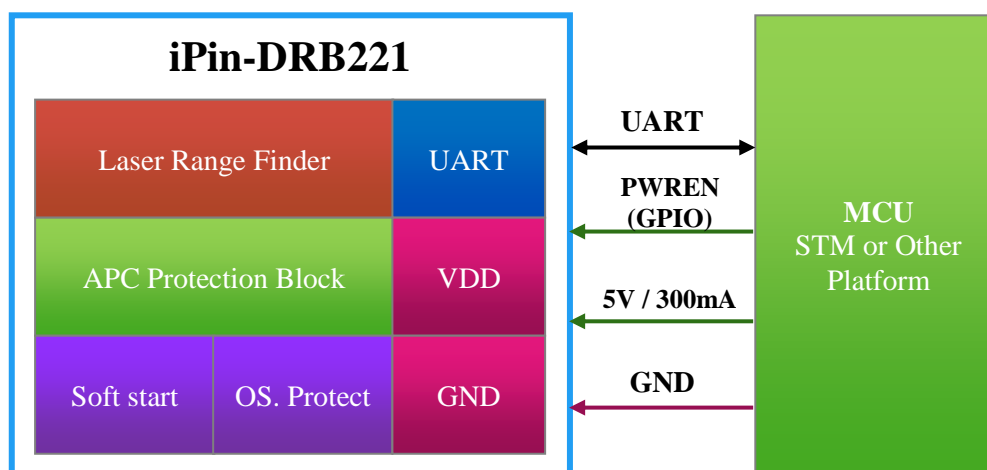 iPin-DRB221
Laser Range Finder
UART
APC Protection Block
VDD
Soft start
OS. Protect
GND
UART
PWREN
(GPIO)
5V / 300mA
GND
MCU
STM or Other
Platform